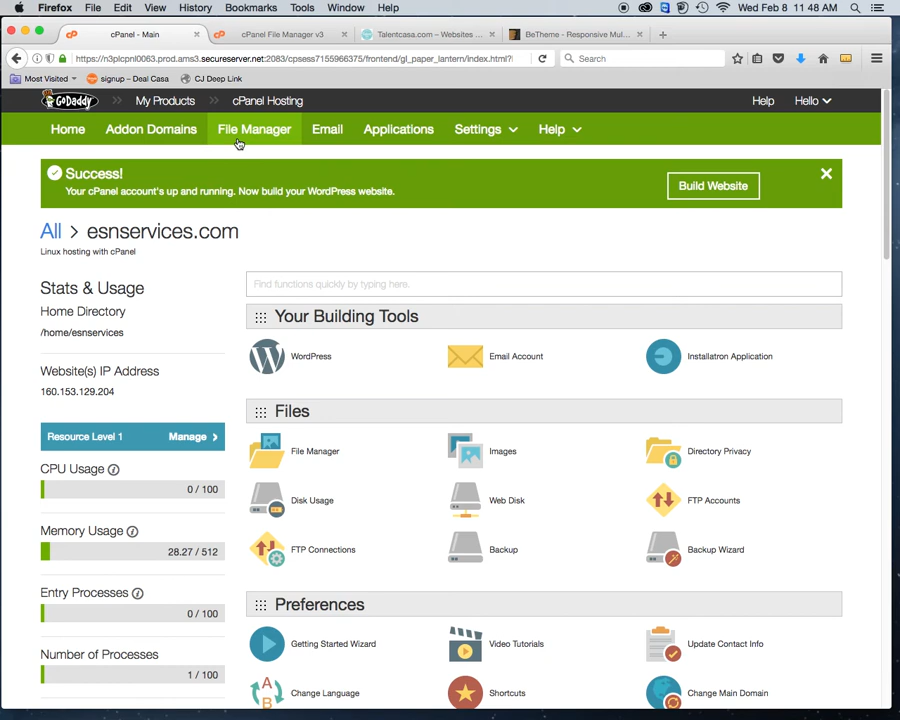 Firefox File Edit View History Bookmarks Tools Window Help Wed Feb 8 11:48 AM
cPanel - Main × cPanel File Manager v3 × Talentcasa.com – Websites ... × BeTheme - Responsive Mul... × +
https://n3plcpnl0063.prod.ams3.secureserver.net:2083/cpsess7155966375/frontend/gl_paper_lantern/index.html? Search
Most Visited signup – Deal Casa CJ Deep Link
GoDaddy My Products cPanel Hosting Help Hello
Home Addon Domains File Manager Email Applications Settings Help
Success!
Your cPanel account's up and running. Now build your WordPress website.
Build Website
All > esnservices.com
Linux hosting with cPanel
Stats & Usage
Home Directory
/home/esnservices
Website(s) IP Address
160.153.129.204
Resource Level 1 Manage >
CPU Usage
0 / 100
Memory Usage
28.27 / 512
Entry Processes
0 / 100
Number of Processes
1 / 100
Find functions quickly by typing here.
Your Building Tools
WordPress Email Account Installatron Application
Files
File Manager Images Directory Privacy
Disk Usage Web Disk FTP Accounts
FTP Connections Backup Backup Wizard
Preferences
Getting Started Wizard Video Tutorials Update Contact Info
A
B
Change Language Shortcuts Change Main Domain